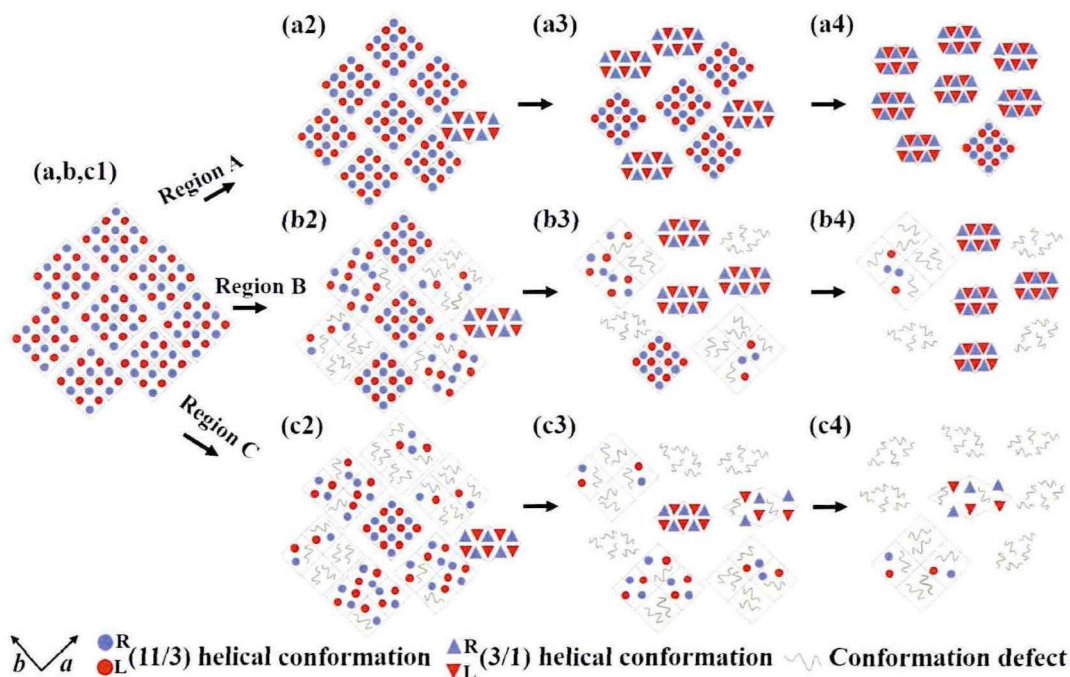 (a2)
(a3)
(a4)
(a,b,c1)
Region A
(b2)
(b3)
(b4)
Region B
Region C
(c2)
(c3)
(c4)
b a
R
L
(11/3) helical conformation
R
L
(3/1) helical conformation
Conformation defect